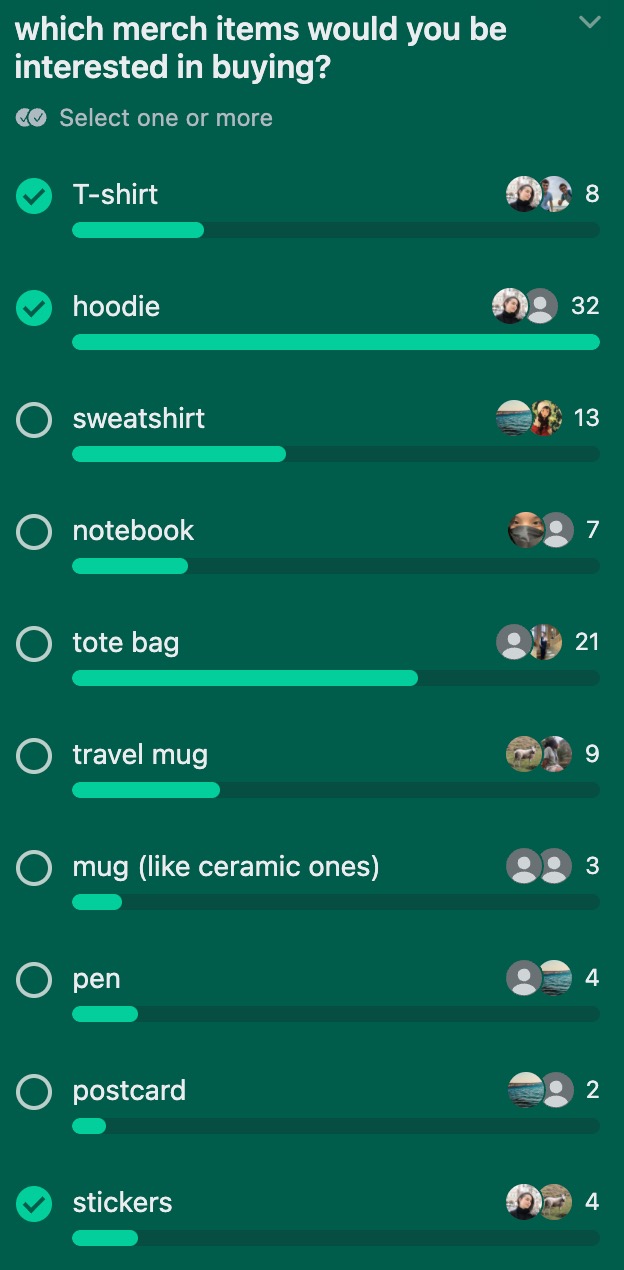 which merch items would you be
interested in buying?
Select one or more
T-shirt 8
hoodie 32
sweatshirt 13
notebook 7
tote bag 21
travel mug 9
mug (like ceramic ones) 3
pen 4
postcard 2
stickers 4